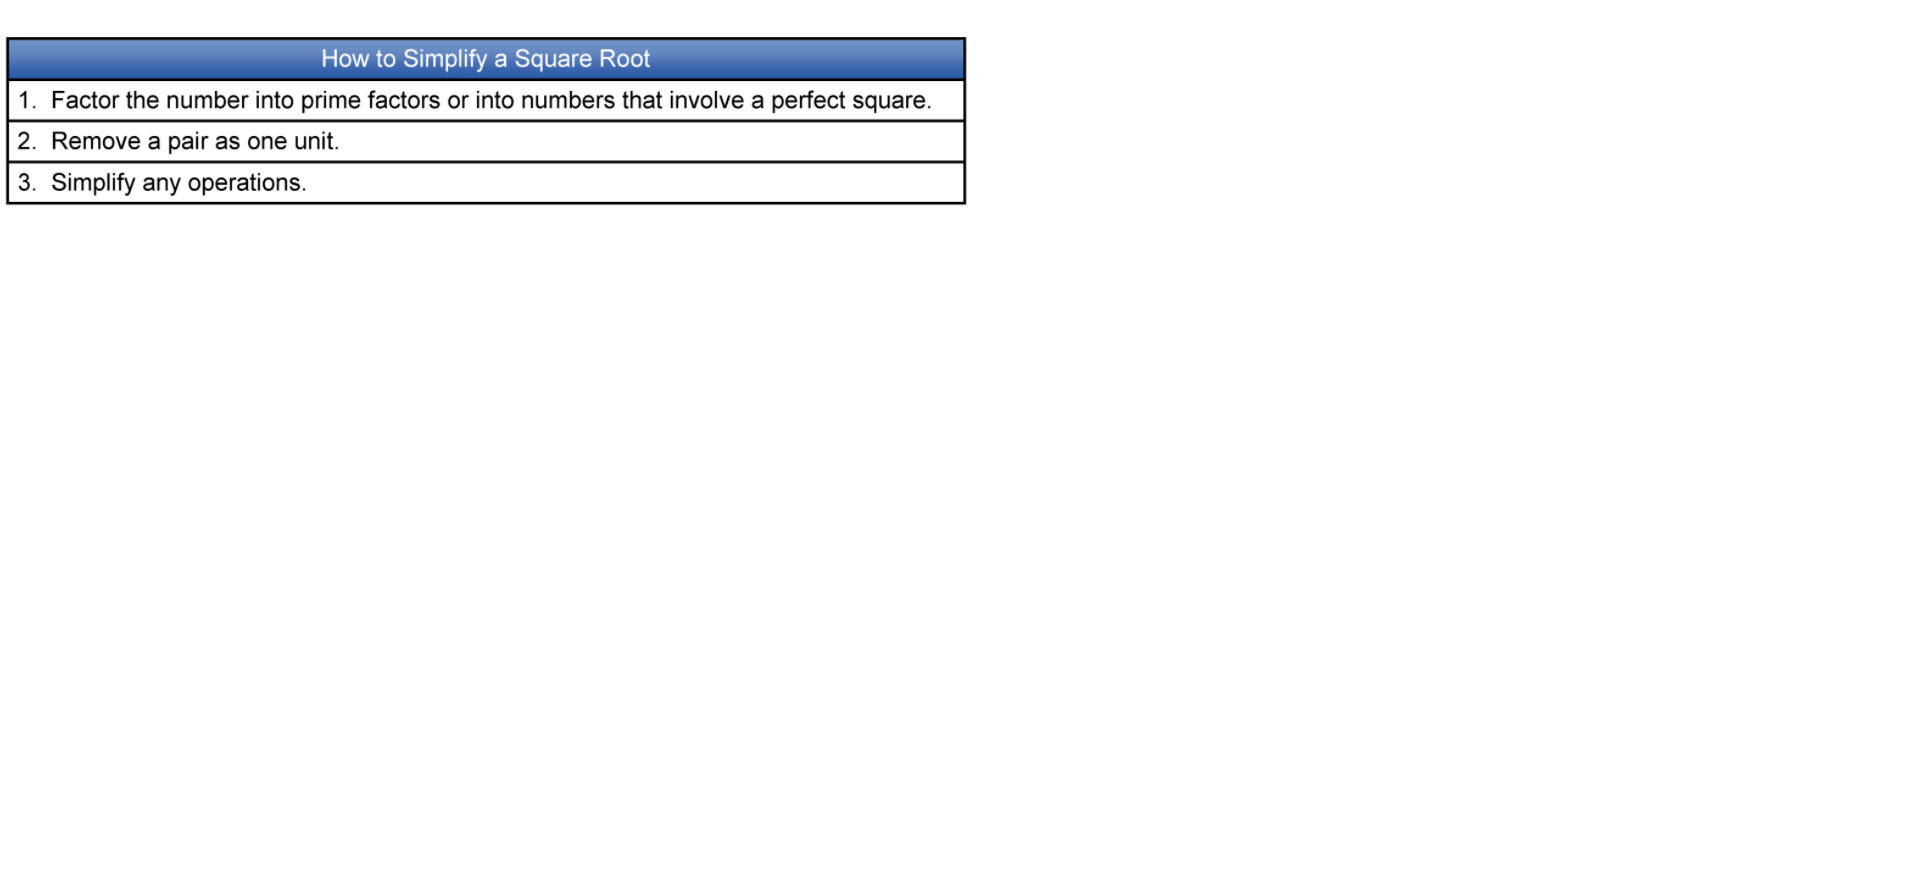 How to Simplify a Square Root
1. Factor the number into prime factors or into numbers that involve a perfect square.
2. Remove a pair as one unit.
3. Simplify any operations.